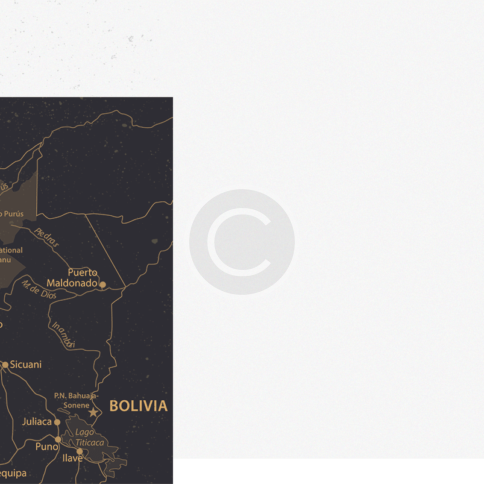 o Purús
Piedras
ational
anu
Puerto
Maldonado
M.de Dios
Inambari
Sicuani
P.N. Bahuaja-
Sonene
BOLIVIA
Juliaca
Lago
Titicaca
Puno
Ilave
equipa
©